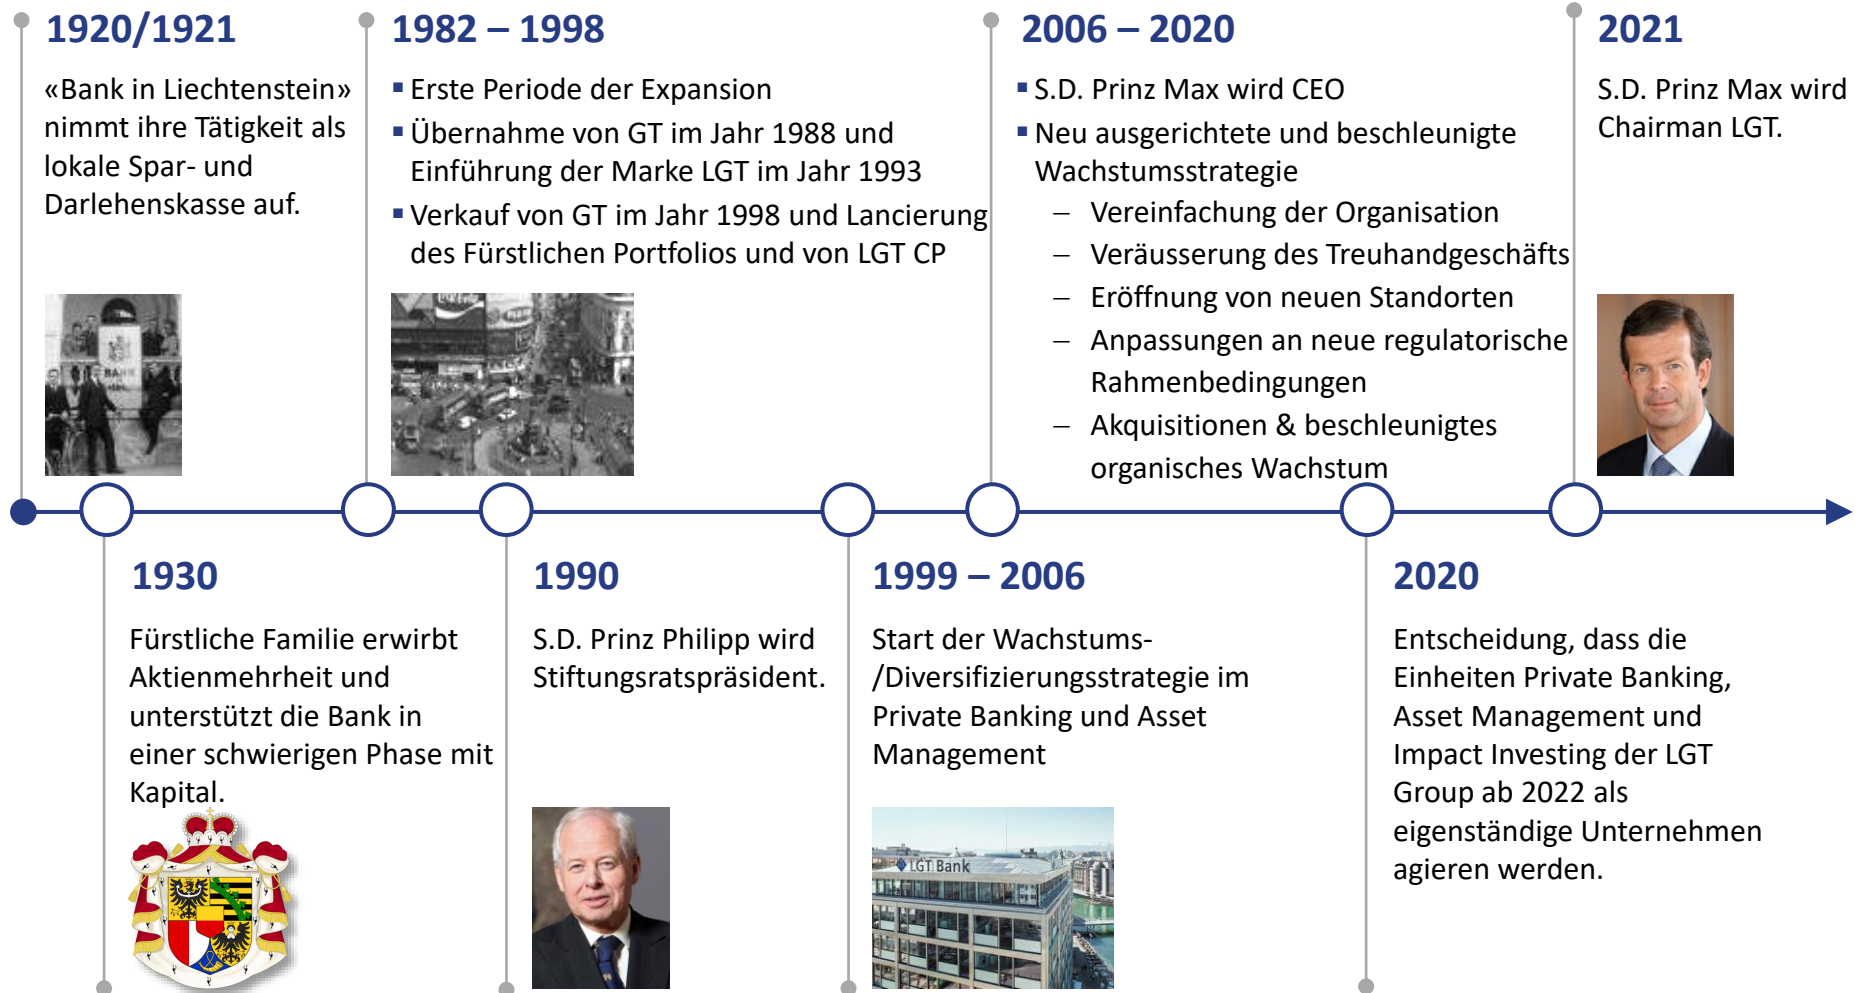 1920/1921
«Bank in Liechtenstein»
nimmt ihre Tätigkeit als
lokale Spar- und
Darlehenskasse auf.
BANK
1982 – 1998
▪ Erste Periode der Expansion
▪ Übernahme von GT im Jahr 1988 und
Einführung der Marke LGT im Jahr 1993
▪ Verkauf von GT im Jahr 1998 und Lancierung
des Fürstlichen Portfolios und von LGT CP
2006 – 2020
▪ S.D. Prinz Max wird CEO
▪ Neu ausgerichtete und beschleunigte
Wachstumsstrategie
– Vereinfachung der Organisation
– Veräusserung des Treuhandgeschäfts
– Eröffnung von neuen Standorten
– Anpassungen an neue regulatorische
Rahmenbedingungen
– Akquisitionen & beschleunigtes
organisches Wachstum
2021
S.D. Prinz Max wird
Chairman LGT.
1930
Fürstliche Familie erwirbt
Aktienmehrheit und
unterstützt die Bank in
einer schwierigen Phase mit
Kapital.
1990
S.D. Prinz Philipp wird
Stiftungsratspräsident.
1999 – 2006
Start der Wachstums-
/Diversifizierungsstrategie im
Private Banking und Asset
Management
LGT Bank
2020
Entscheidung, dass die
Einheiten Private Banking,
Asset Management und
Impact Investing der LGT
Group ab 2022 als
eigenständige Unternehmen
agieren werden.